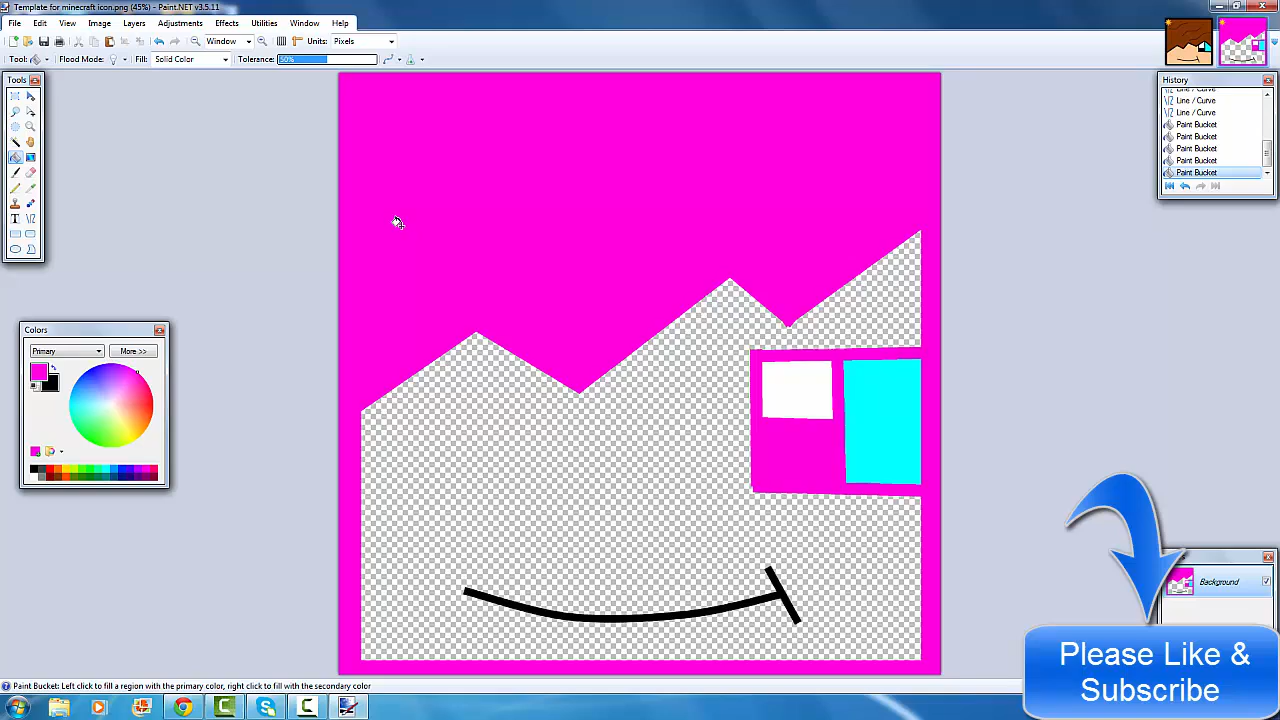 Template for minecraft icon.png (45%) - Paint.NET v3.5.11
File Edit View Image Layers Adjustments Effects Utilities Window Help
Window Units: Pixels
Tool: Flood Mode: Fill: Solid Color Tolerance: 50%
Tools
History
Line / Curve
Line / Curve
Line / Curve
Paint Bucket
Paint Bucket
Paint Bucket
Paint Bucket
Paint Bucket
Colors
Primary More >>
Background
Please Like &
Subscribe
Paint Bucket: Left click to fill a region with the primary color, right click to fill with the secondary color